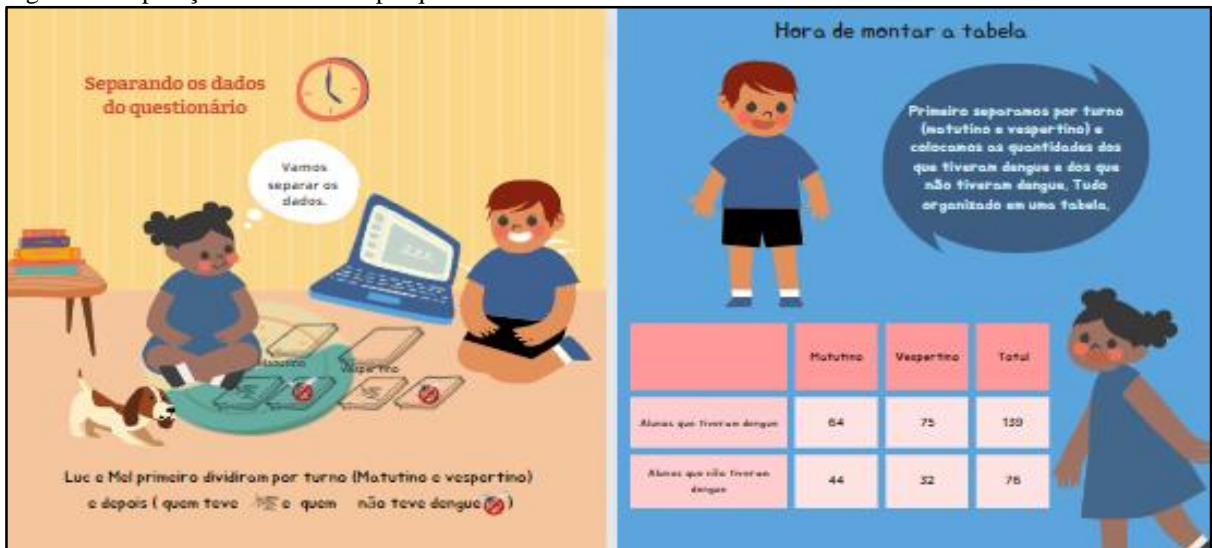 Separando os dados
do questionário
Vamos
separar os
dados.
Matutino
Vespertino
Luc e Mel primeiro dividiram por turno (Matutino e vespertino)
e depois ( quem teve e quem não teve dengue )
Hora de montar a tabela
Primeiro separamos por turno
(matutino e vespertino) e
colocamos as quantidades dos
que tiveram dengue e dos que
não tiveram dengue. Tudo
organizado em uma tabela.
Matutino Vespertino Total
Alunos que tiveram dengue 64 75 139
Alunos que não tiveram
dengue 44 32 76